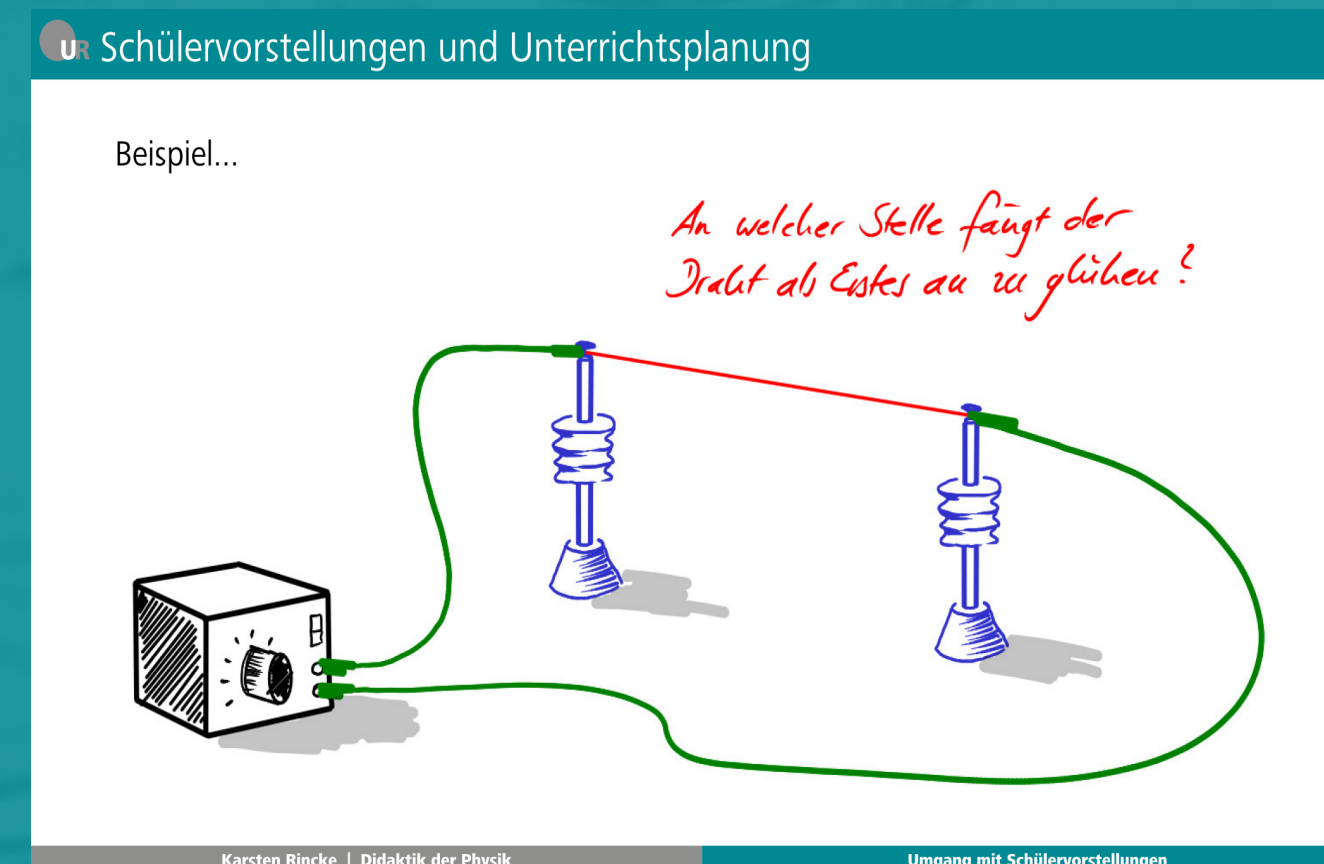 UR Schülervorstellungen und Unterrichtsplanung
Beispiel...
An welcher Stelle fängt der
Draht als Erstes an zu glühen?
Karsten Rincke | Didaktik der Physik
Umgang mit Schülervorstellungen